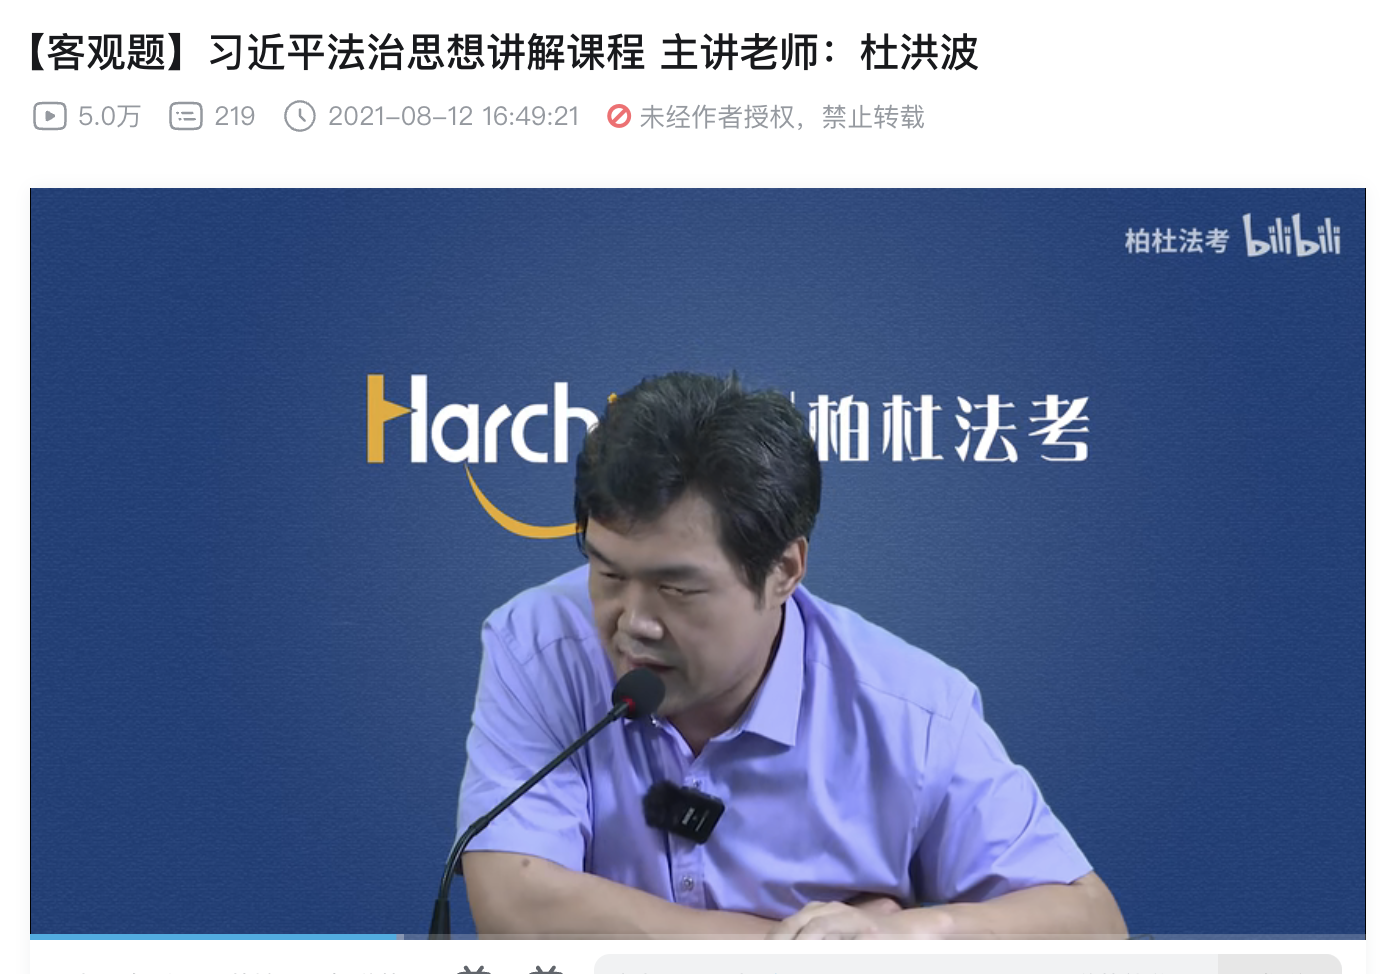 【客观题】习近平法治思想讲解课程 主讲老师：杜洪波
5.0万 219 2021-08-12 16:49:21 未经作者授权，禁止转载
柏杜法考 bilibili
Harch 柏杜法考